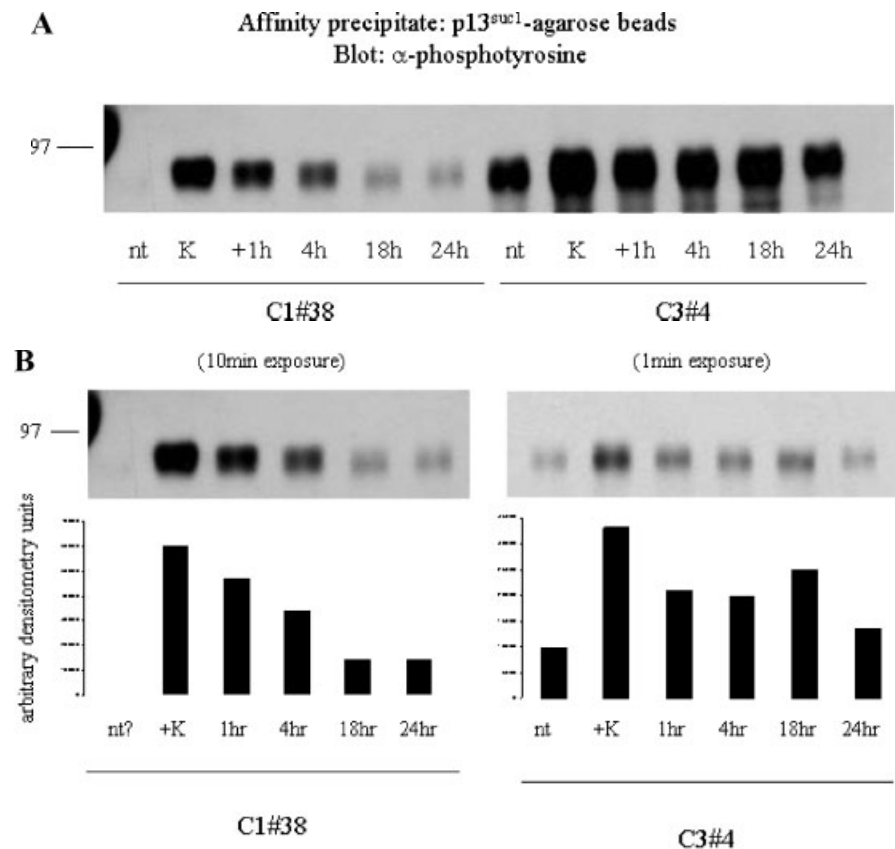 A
Affinity precipitate: p13suc1-agarose beads
Blot: α-phosphotyrosine
97
nt K +1h 4h 18h 24h nt K +1h 4h 18h 24h
C1#38 C3#4
B
(10min exposure) (1min exposure)
97
arbitrary densitometry units
nt? +K 1hr 4hr 18hr 24hr
nt +K 1hr 4hr 18hr 24hr
C1#38
C3#4